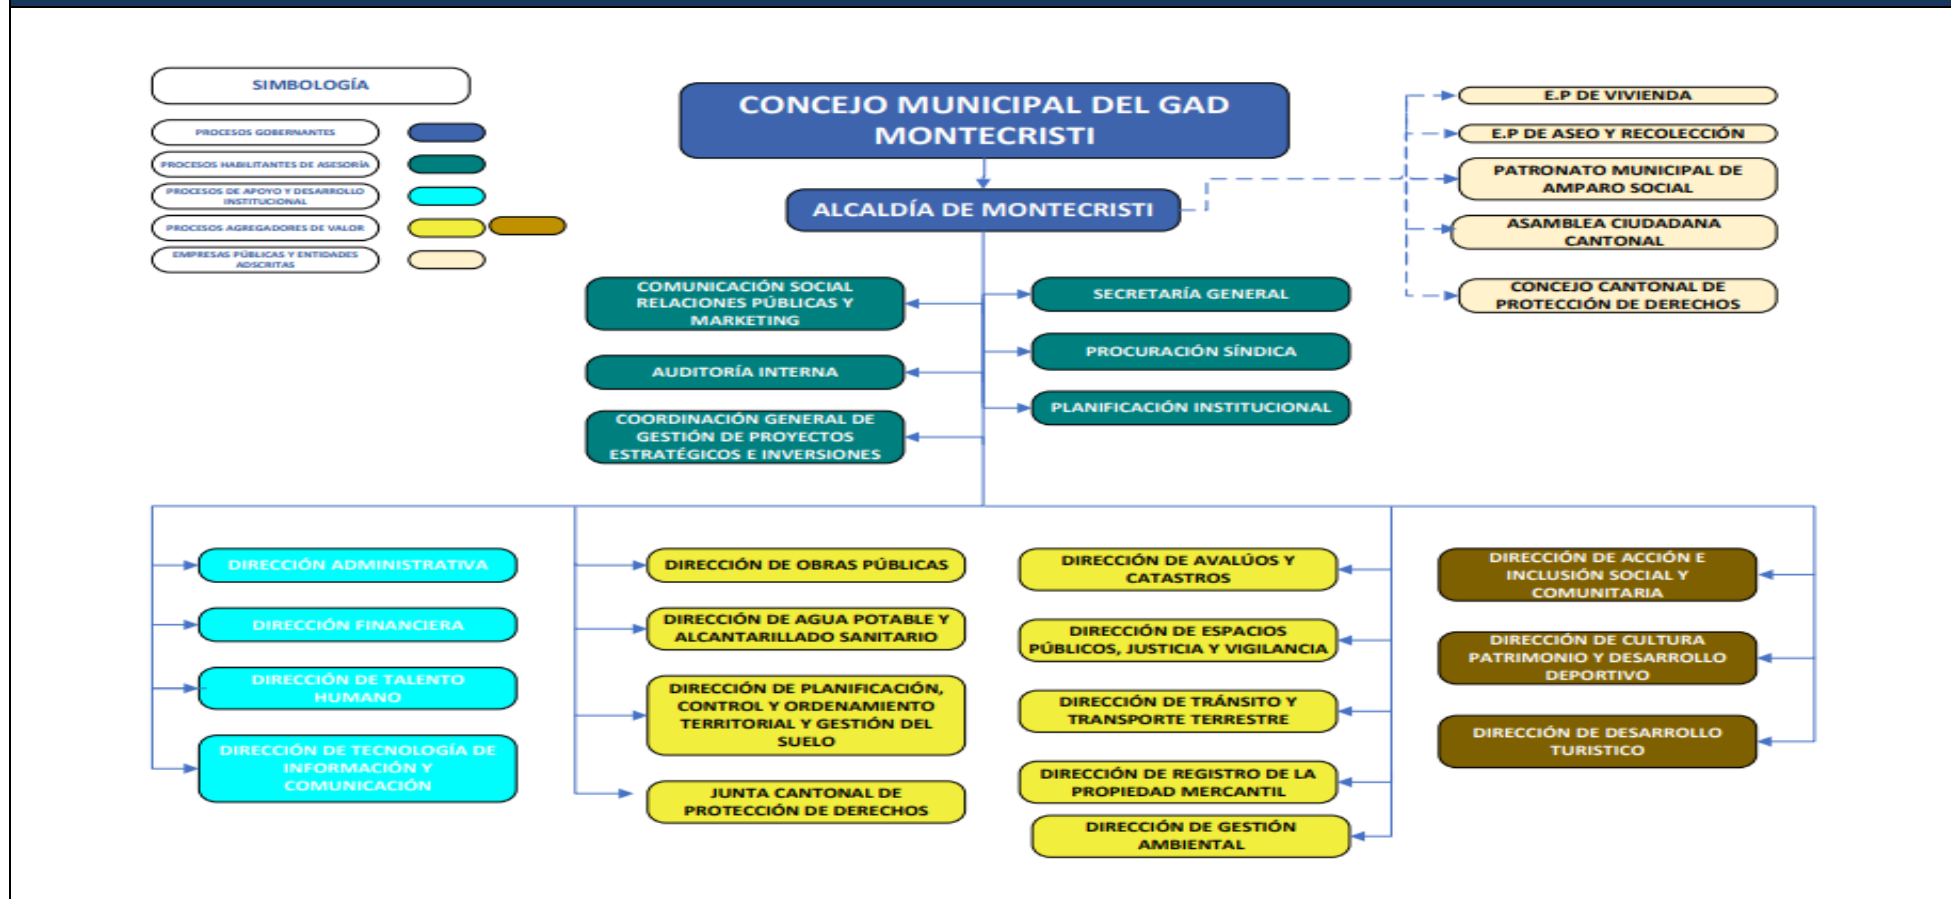 SIMBOLOGÍA
PROCESOS GOBERNANTES
PROCESOS HABILITANTES DE ASESORÍA
PROCESOS DE APOYO Y DESARROLLO
INSTITUCIONAL
PROCESOS AGREGADORES DE VALOR
EMPRESAS PÚBLICAS Y ENTIDADES
ADSCRITAS
CONCEJO MUNICIPAL DEL GAD
MONTECRISTI
ALCALDÍA DE MONTECRISTI
E.P DE VIVIENDA
E.P DE ASEO Y RECOLECCIÓN
PATRONATO MUNICIPAL DE
AMPARO SOCIAL
ASAMBLEA CIUDADANA
CANTONAL
CONCEJO CANTONAL DE
PROTECCIÓN DE DERECHOS
COMUNICACIÓN SOCIAL
RELACIONES PÚBLICAS Y
MARKETING
AUDITORÍA INTERNA
COORDINACIÓN GENERAL DE
GESTIÓN DE PROYECTOS
ESTRATÉGICOS E INVERSIONES
SECRETARÍA GENERAL
PROCURACIÓN SÍNDICA
PLANIFICACIÓN INSTITUCIONAL
DIRECCIÓN ADMINISTRATIVA
DIRECCIÓN FINANCIERA
DIRECCIÓN DE TALENTO
HUMANO
DIRECCIÓN DE TECNOLOGÍA DE
INFORMACIÓN Y
COMUNICACIÓN
DIRECCIÓN DE OBRAS PÚBLICAS
DIRECCIÓN DE AGUA POTABLE Y
ALCANTARILLADO SANITARIO
DIRECCIÓN DE PLANIFICACIÓN,
CONTROL Y ORDENAMIENTO
TERRITORIAL Y GESTIÓN DEL
SUELO
JUNTA CANTONAL DE
PROTECCIÓN DE DERECHOS
DIRECCIÓN DE AVALÚOS Y
CATASTROS
DIRECCIÓN DE ESPACIOS
PÚBLICOS, JUSTICIA Y VIGILANCIA
DIRECCIÓN DE TRÁNSITO Y
TRANSPORTE TERRESTRE
DIRECCIÓN DE REGISTRO DE LA
PROPIEDAD MERCANTIL
DIRECCIÓN DE GESTIÓN
AMBIENTAL
DIRECCIÓN DE ACCIÓN E
INCLUSIÓN SOCIAL Y
COMUNITARIA
DIRECCIÓN DE CULTURA
PATRIMONIO Y DESARROLLO
DEPORTIVO
DIRECCIÓN DE DESARROLLO
TURISTICO